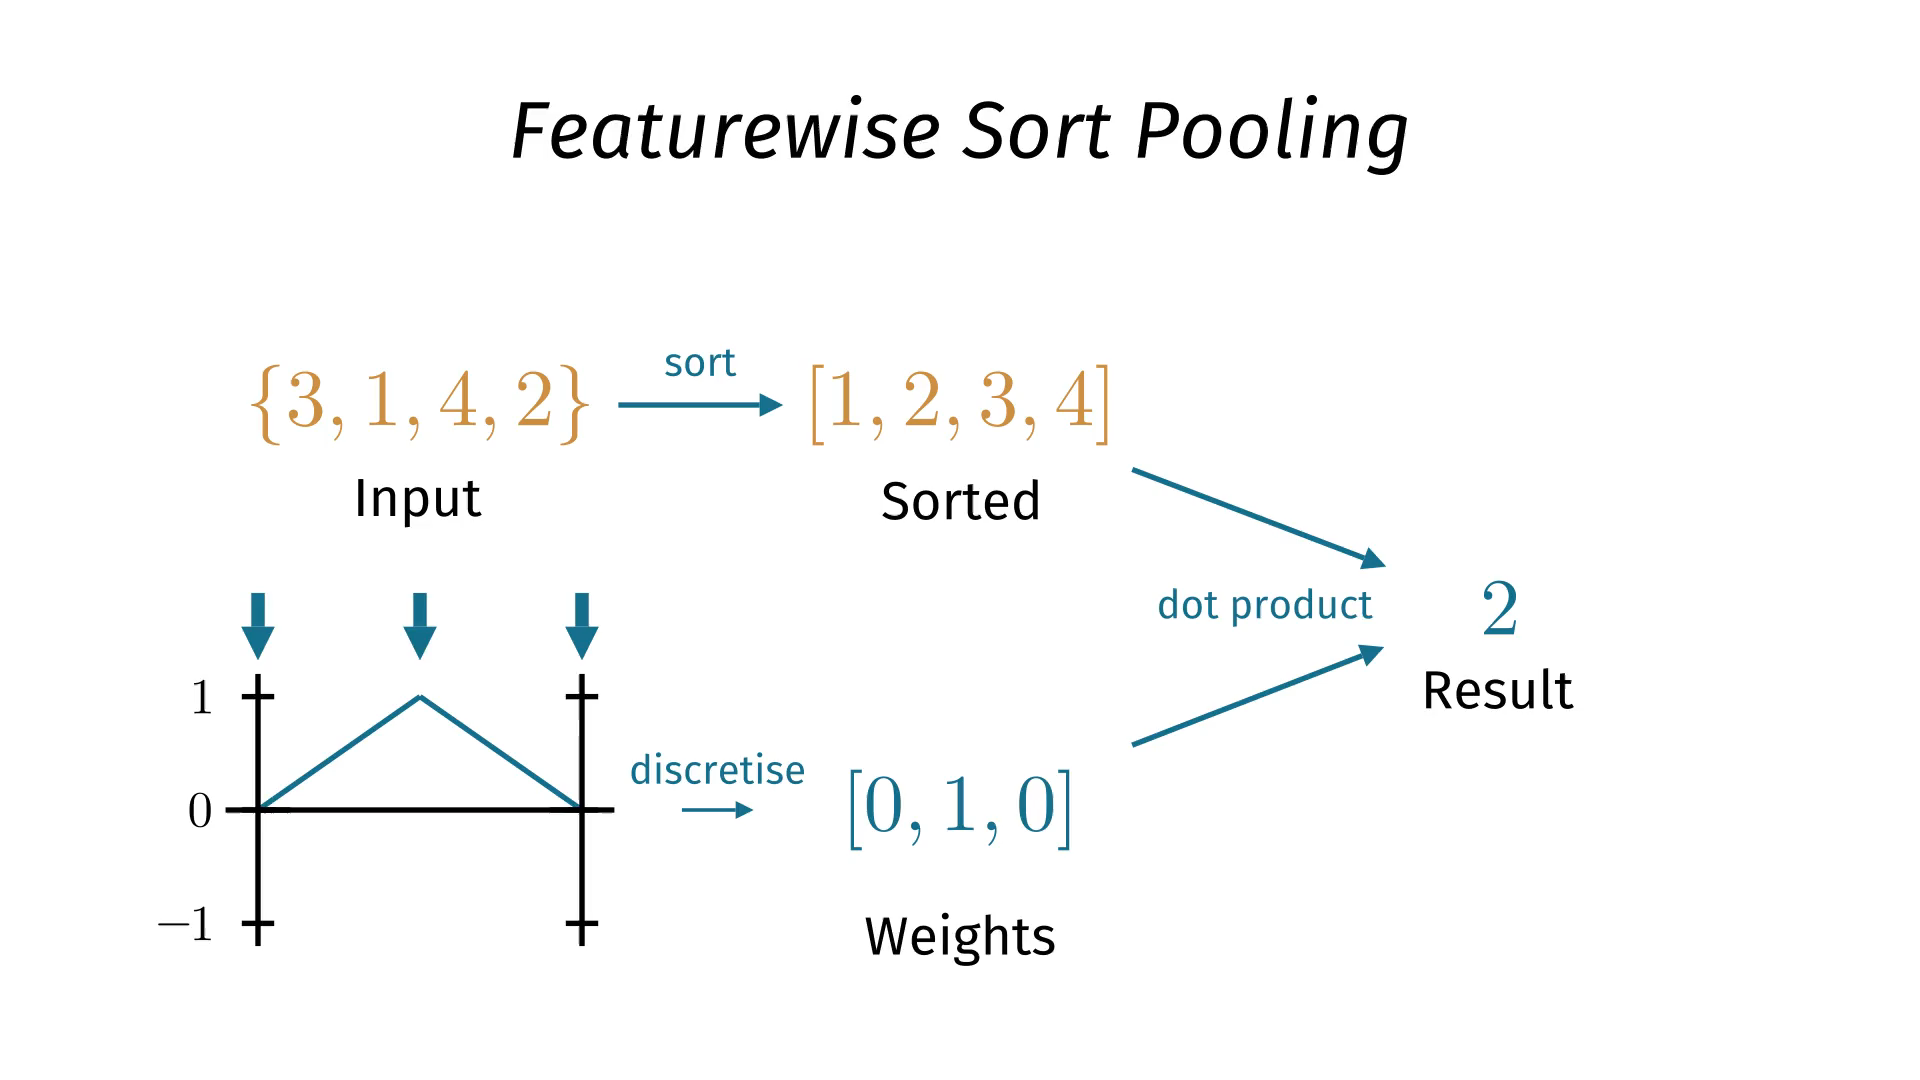 Featurewise Sort Pooling
{3, 1, 4, 2}
sort
[1, 2, 3, 4]
Input
Sorted
dot product
2
Result
1
0
−1
discretise
[0, 1, 0]
Weights